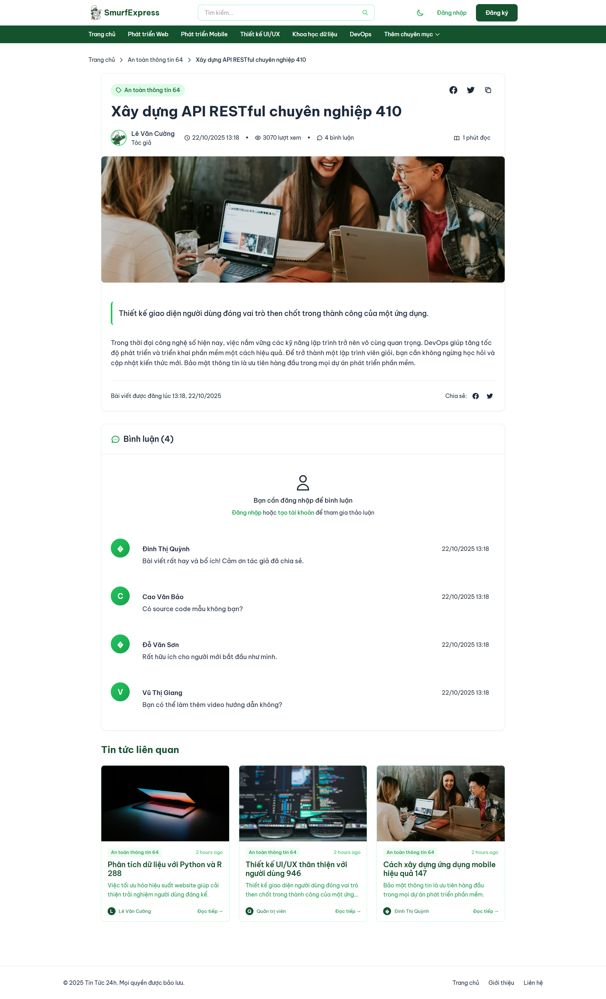 SmurfExpress
Tìm kiếm...
Đăng nhập
Đăng ký
Trang chủ
Phát triển Web
Phát triển Mobile
Thiết kế UI/UX
Khoa học dữ liệu
DevOps
Thêm chuyên mục
Trang chủ
An toàn thông tin 64
Xây dựng API RESTful chuyên nghiệp 410
An toàn thông tin 64
Xây dựng API RESTful chuyên nghiệp 410
Lê Văn Cường
Tác giả
22/10/2025 13:18
•
3070 lượt xem
•
4 bình luận
1 phút đọc
Thiết kế giao diện người dùng đóng vai trò then chốt trong thành công của một ứng dụng.
Trong thời đại công nghệ số hiện nay, việc nắm vững các kỹ năng lập trình trở nên vô cùng quan trọng. DevOps giúp tăng tốc
độ phát triển và triển khai phần mềm một cách hiệu quả. Để trở thành một lập trình viên giỏi, bạn cần không ngừng học hỏi và
cập nhật kiến thức mới. Bảo mật thông tin là ưu tiên hàng đầu trong mọi dự án phát triển phần mềm.
Bài viết được đăng lúc 13:18, 22/10/2025
Chia sẻ:
Bình luận (4)
Bạn cần đăng nhập để bình luận
Đăng nhập hoặc tạo tài khoản để tham gia thảo luận
�
Đinh Thị Quỳnh
22/10/2025 13:18
Bài viết rất hay và bổ ích! Cảm ơn tác giả đã chia sẻ.
C
Cao Văn Bảo
22/10/2025 13:18
Có source code mẫu không bạn?
�
Đỗ Văn Sơn
22/10/2025 13:18
Rất hữu ích cho người mới bắt đầu như mình.
V
Vũ Thị Giang
22/10/2025 13:18
Bạn có thể làm thêm video hướng dẫn không?
Tin tức liên quan
An toàn thông tin 64
2 hours ago
Phân tích dữ liệu với Python và R
288
Việc tối ưu hóa hiệu suất website giúp cải
thiện trải nghiệm người dùng đáng kể.
L
Lê Văn Cường
Đọc tiếp →
An toàn thông tin 64
2 hours ago
Thiết kế UI/UX thân thiện với
người dùng 946
Thiết kế giao diện người dùng đóng vai trò
then chốt trong thành công của một ứng...
Q
Quản trị viên
Đọc tiếp →
An toàn thông tin 64
2 hours ago
Cách xây dựng ứng dụng mobile
hiệu quả 147
Bảo mật thông tin là ưu tiên hàng đầu
trong mọi dự án phát triển phần mềm.
�
Đinh Thị Quỳnh
Đọc tiếp →
© 2025 Tin Tức 24h. Mọi quyền được bảo lưu.
Trang chủ
Giới thiệu
Liên hệ